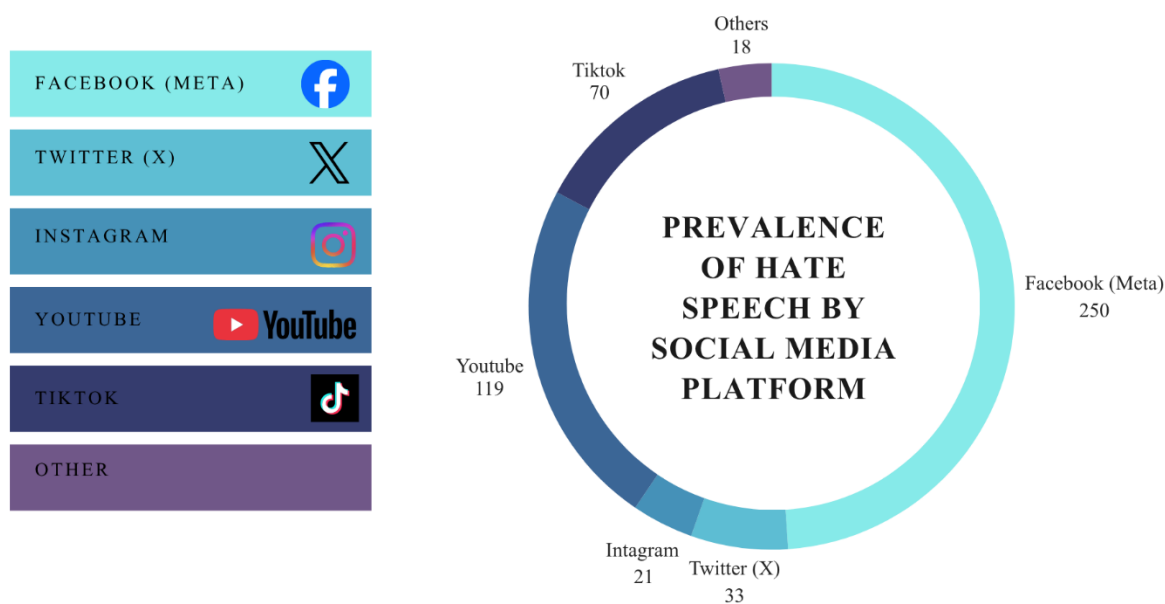 FACEBOOK (META)
TWITTER (X)
INSTAGRAM
YOUTUBE
YouTube
TIKTOK
OTHER
Others
18
Tiktok
70
Facebook (Meta)
250
Youtube
119
Intagram
21
Twitter (X)
33
PREVALENCE
OF HATE
SPEECH BY
SOCIAL MEDIA
PLATFORM